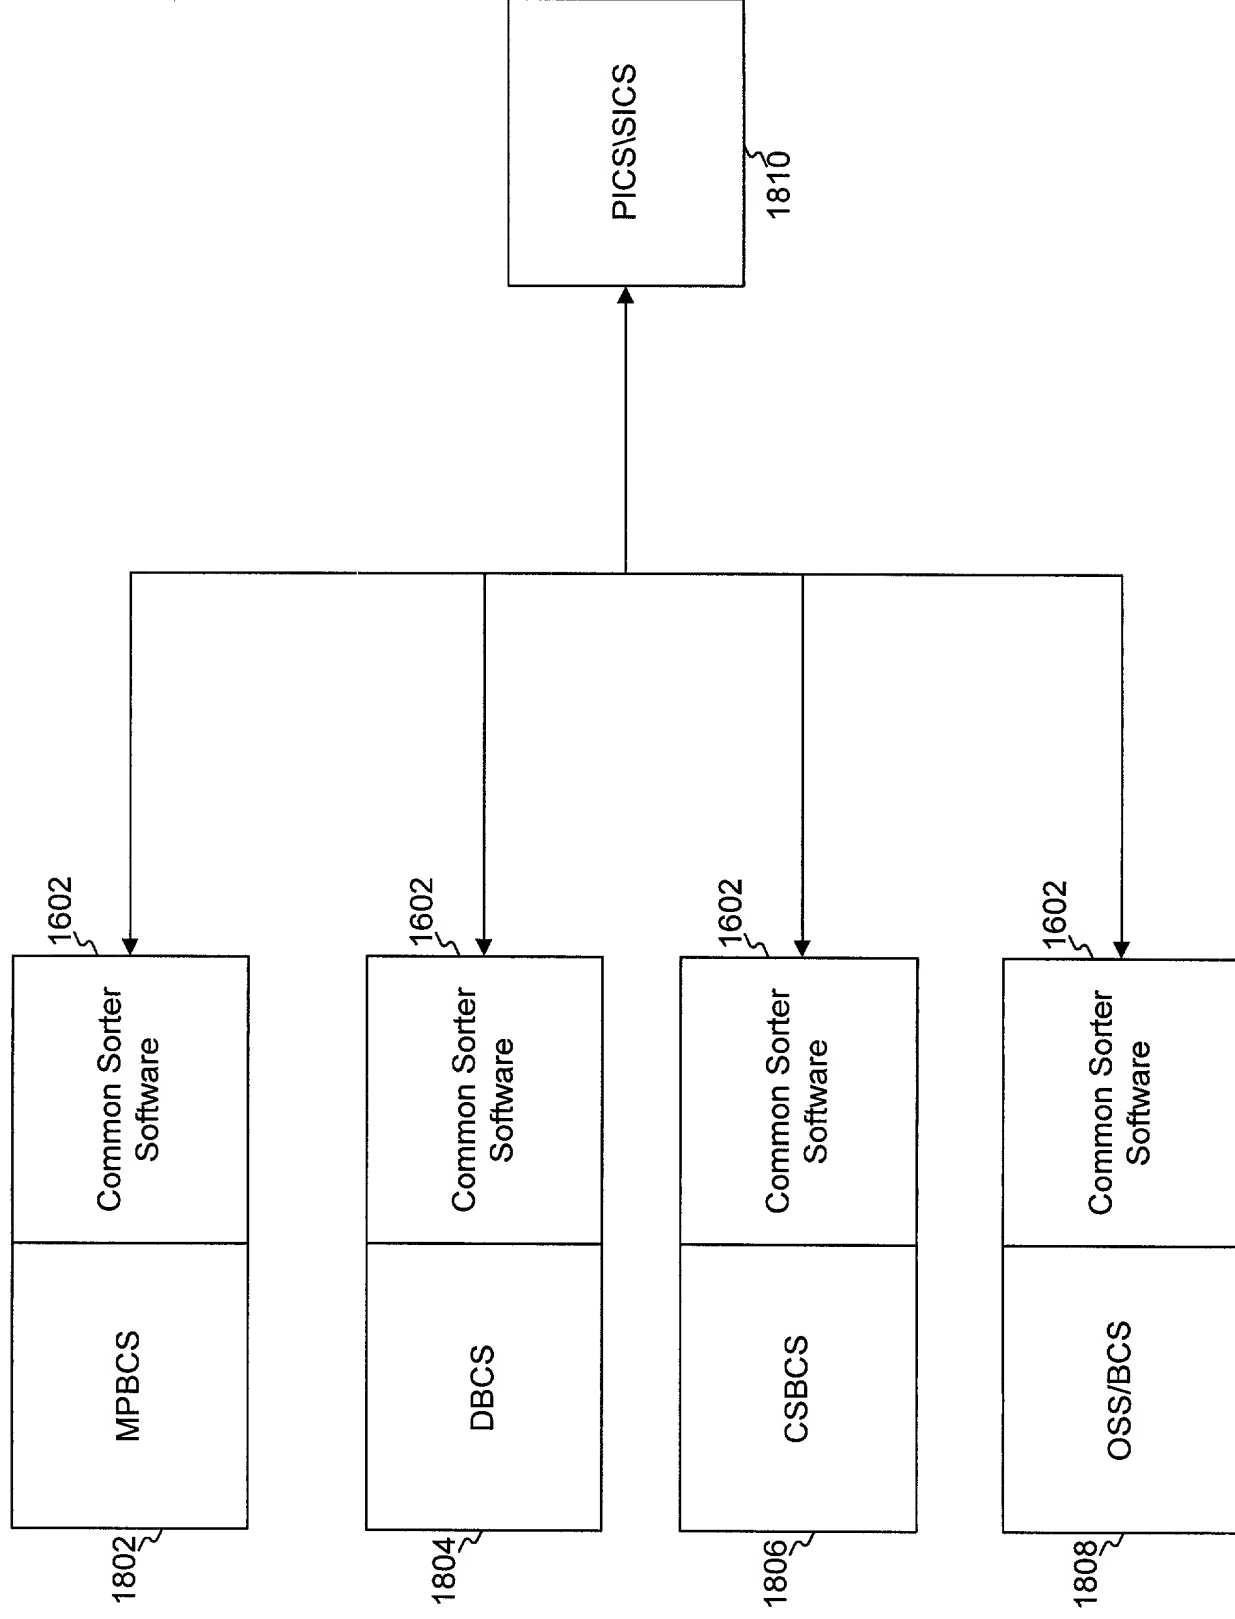 1802
MPBCS
Common Sorter
Software
1602
1804
DBCS
Common Sorter
Software
1602
PICS\SICS
1810
1806
CSBCS
Common Sorter
Software
1602
1808
OSS/BCS
Common Sorter
Software
1602